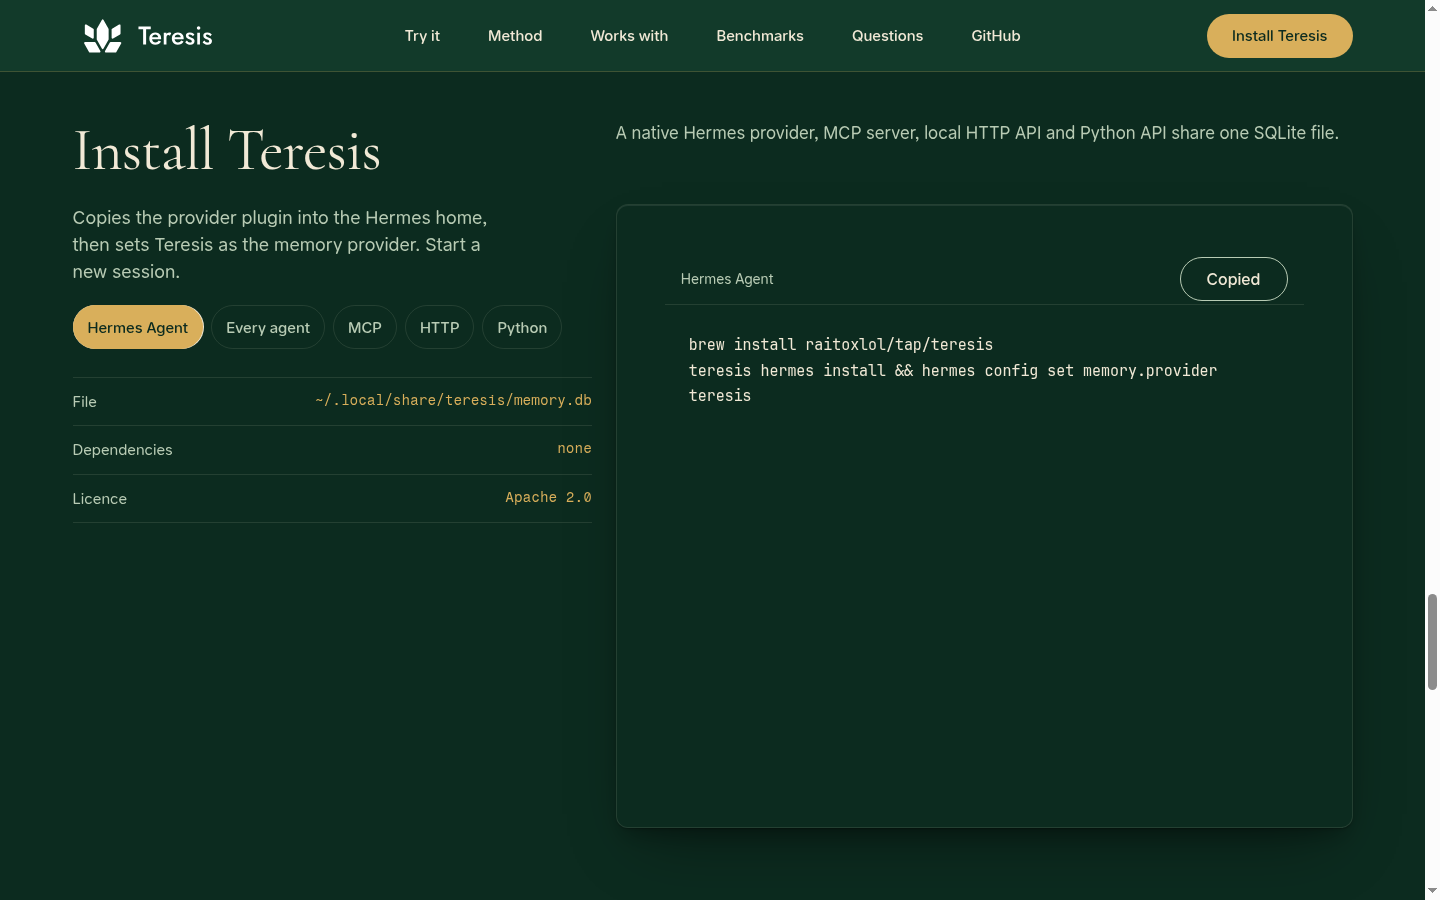 Teresis
Try it
Method
Works with
Benchmarks
Questions
GitHub
Install Teresis
Install Teresis
Copies the provider plugin into the Hermes home,
then sets Teresis as the memory provider. Start a
new session.
Hermes Agent
Every agent
MCP
HTTP
Python
File
~/.local/share/teresis/memory.db
Dependencies
none
Licence
Apache 2.0
A native Hermes provider, MCP server, local HTTP API and Python API share one SQLite file.
Hermes Agent
Copied
brew install raitoxlol/tap/teresis
teresis hermes install && hermes config set memory.provider
teresis